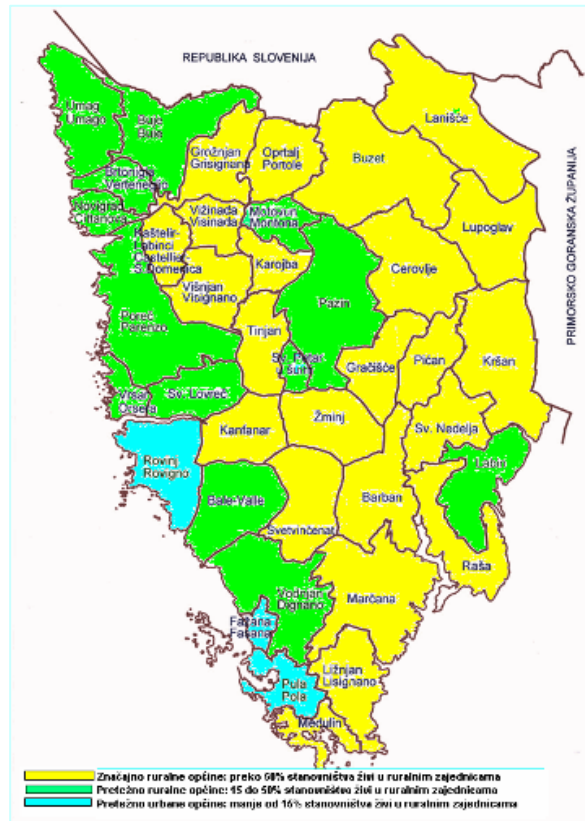 REPUBLIKA SLOVENIJA
PRIMORSKO GORANSKA ŽUPANIJA
Umag
Umago
Buje
Buie
Lanišće
Grožnjan
Grisignana
Oprtalj
Portole
Buzet
Brtonigla
Verteneglio
Novigrad
Cittanova
Vižinada
Visinada
Motovun
Montona
Lupoglav
Kaštelir-
Labinci
Castellier-
S.Domenica
Karojba
Cerovlje
Višnjan
Visignano
Pazin
Poreč
Parenzo
Tinjan
Sv. Petar
u šumi
Gračišće
Pićan
Kršan
Vrsar
Orsera
Sv. Lovreč
Kanfanar
Žminj
Sv. Nedelja
Rovinj
Rovigno
Labin
Bale-Valle
Barban
Svetvinčenat
Raša
Vodnjan
Dignano
Marčana
Fažana
Fasana
Ližnjan
Lisignano
Pula
Pola
Medulin
Značajno ruralne općine: preko 50% stanovništva živi u ruralnim zajednicama
Pretežno ruralne općine: 15 do 50% stanovništva živi u ruralnim zajednicama
Pretežno urbane općine: manje od 15% stanovništva živi u ruralnim zajednicama